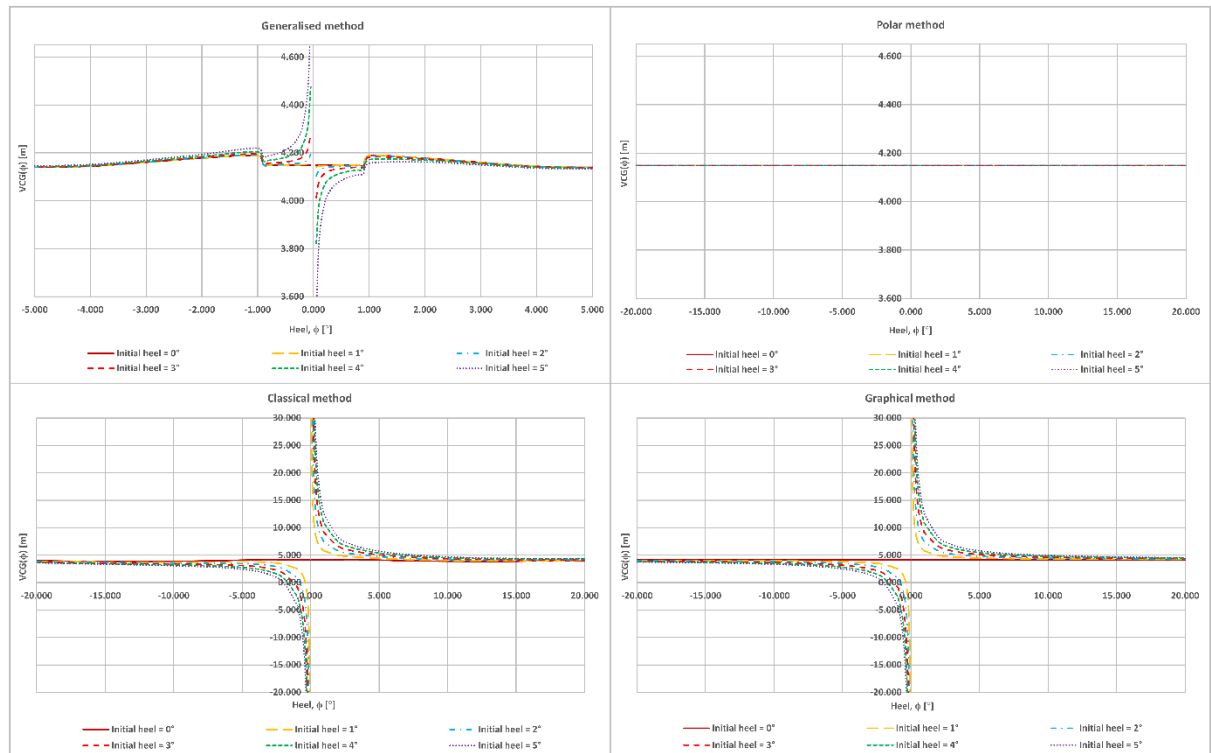 Generalised method
4.600
4.400
4.200
4.000
3.800
3.600
VCG(ϕ) [m]
-5.000 -4.000 -3.000 -2.000 -1.000 0.000 1.000 2.000 3.000 4.000 5.000
Heel, ϕ [°]
Initial heel = 0° Initial heel = 1° Initial heel = 2°
Initial heel = 3° Initial heel = 4° Initial heel = 5°
Polar method
4.600
4.400
4.200
4.000
3.800
3.600
VCG(ϕ) [m]
-20.000 -15.000 -10.000 -5.000 0.000 5.000 10.000 15.000 20.000
Heel, ϕ [°]
Initial heel = 0° Initial heel = 1° Initial heel = 2°
Initial heel = 3° Initial heel = 4° Initial heel = 5°
Classical method
30.000
25.000
20.000
15.000
10.000
5.000
0.000
-5.000
-10.000
-15.000
-20.000
VCG(ϕ) [m]
-20.000 -15.000 -10.000 -5.000 0.000 5.000 10.000 15.000 20.000
Heel, ϕ [°]
Initial heel = 0° Initial heel = 1° Initial heel = 2°
Initial heel = 3° Initial heel = 4° Initial heel = 5°
Graphical method
30.000
25.000
20.000
15.000
10.000
5.000
0.000
-5.000
-10.000
-15.000
-20.000
VCG(ϕ) [m]
-20.000 -15.000 -10.000 -5.000 0.000 5.000 10.000 15.000 20.000
Heel, ϕ [°]
Initial heel = 0° Initial heel = 1° Initial heel = 2°
Initial heel = 3° Initial heel = 4° Initial heel = 5°